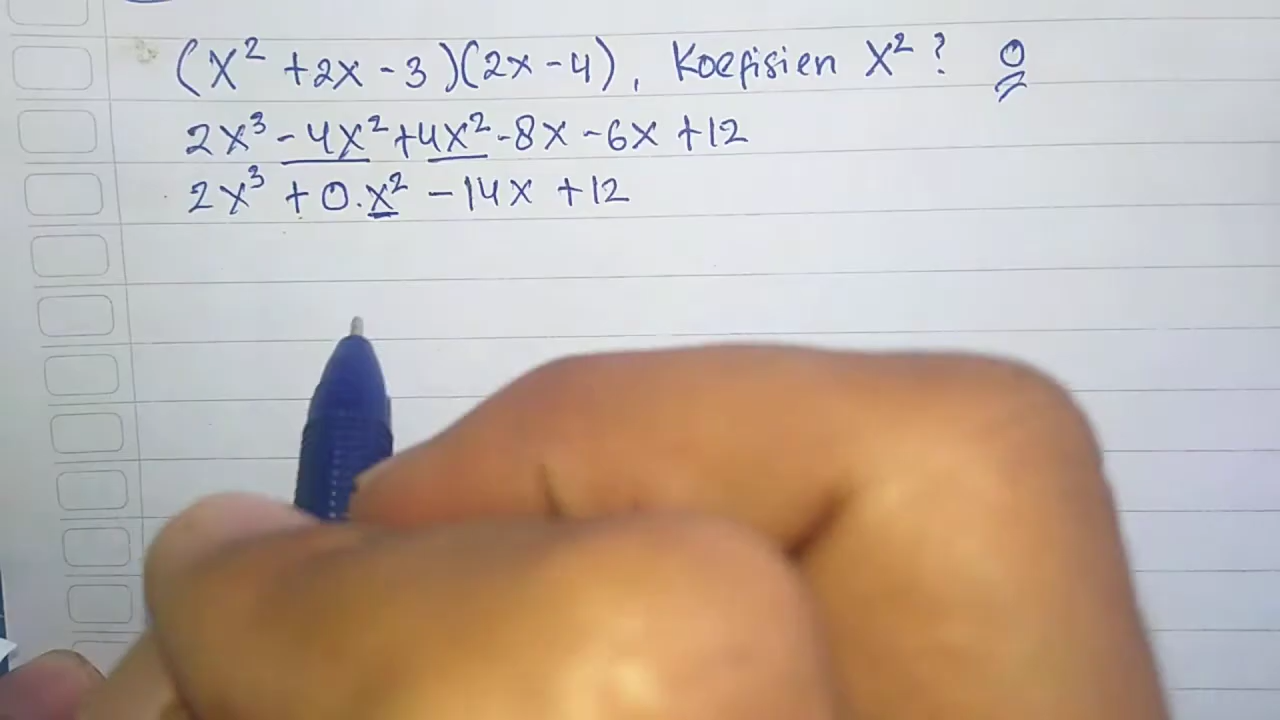 (x² + 2x - 3)(2x - 4), Koefisien x² ? 0
2x³ - 4x² + 4x² - 8x - 6x + 12
2x³ + 0.x² - 14x + 12